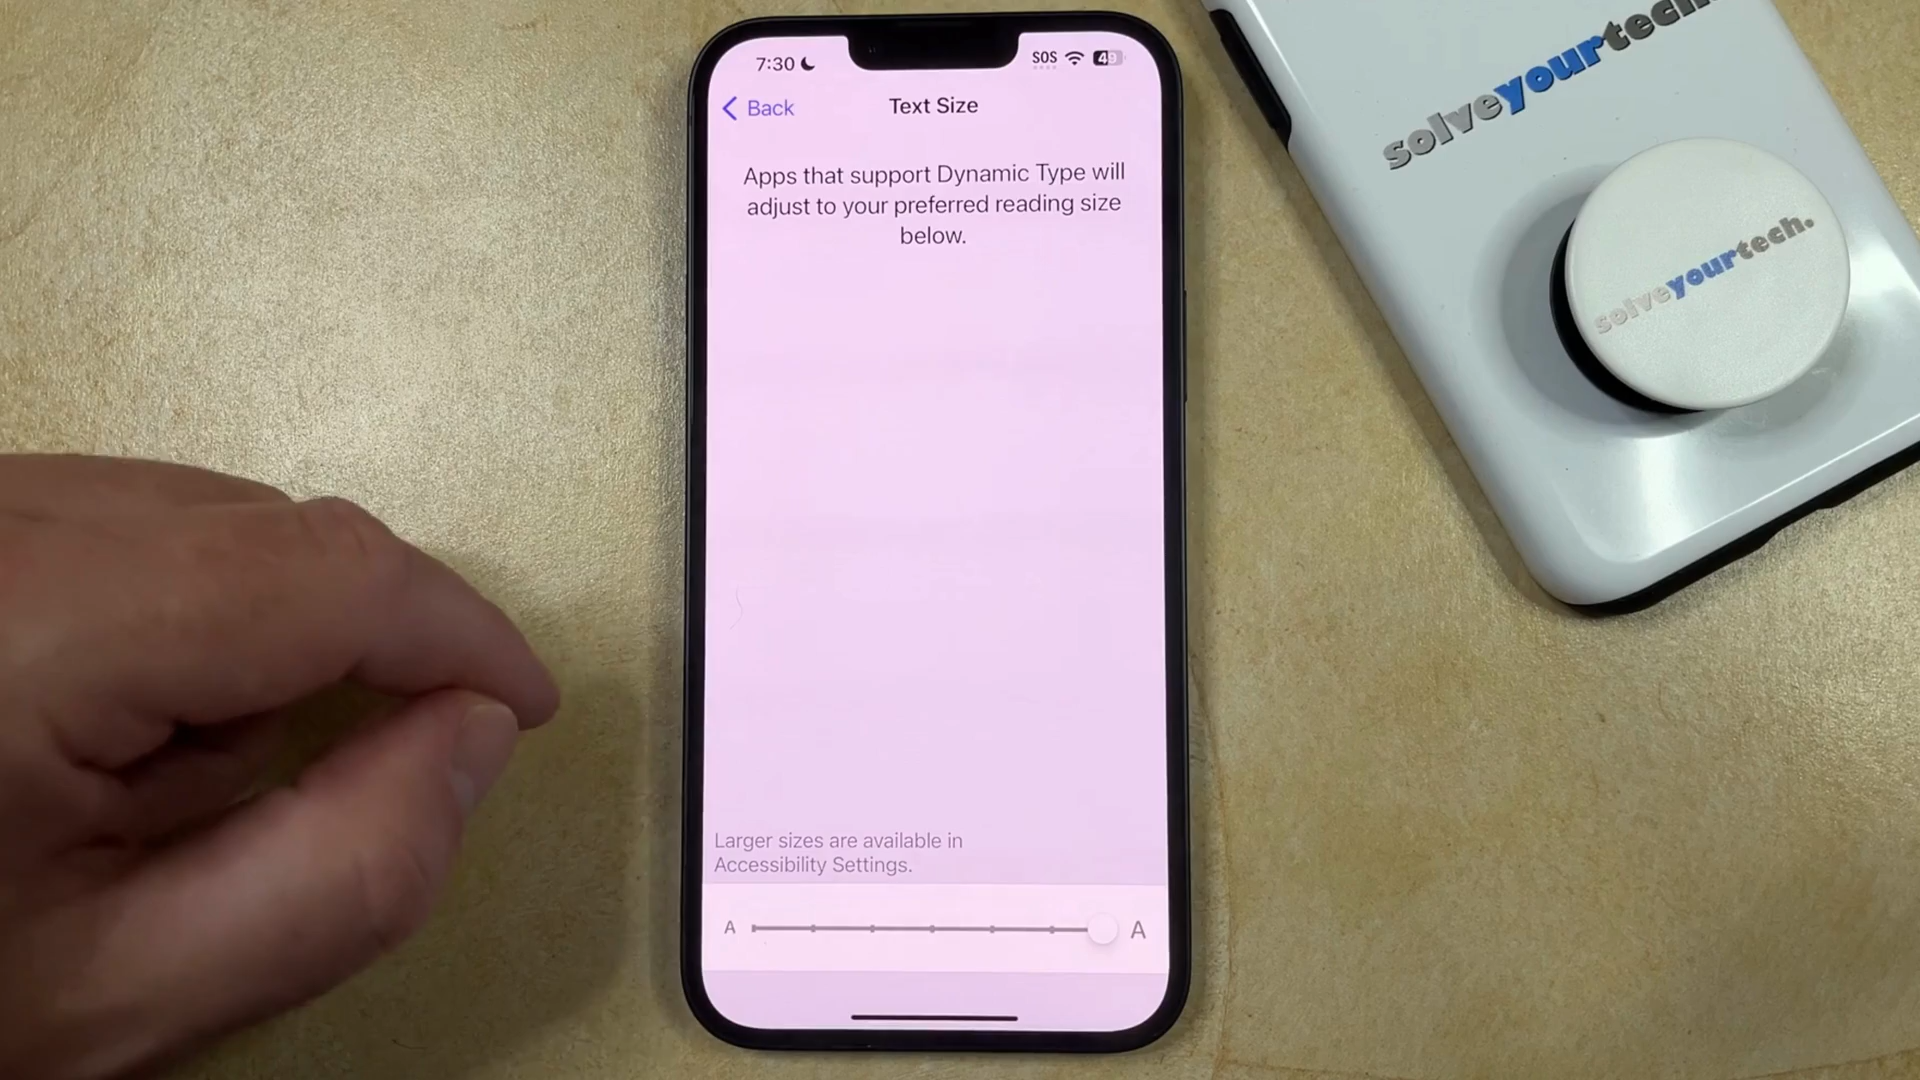 7:30
SOS
49
Back
Text Size
Apps that support Dynamic Type will
adjust to your preferred reading size
below.
Larger sizes are available in
Accessibility Settings.
A
A
solveyourtech.
solveyourtech.